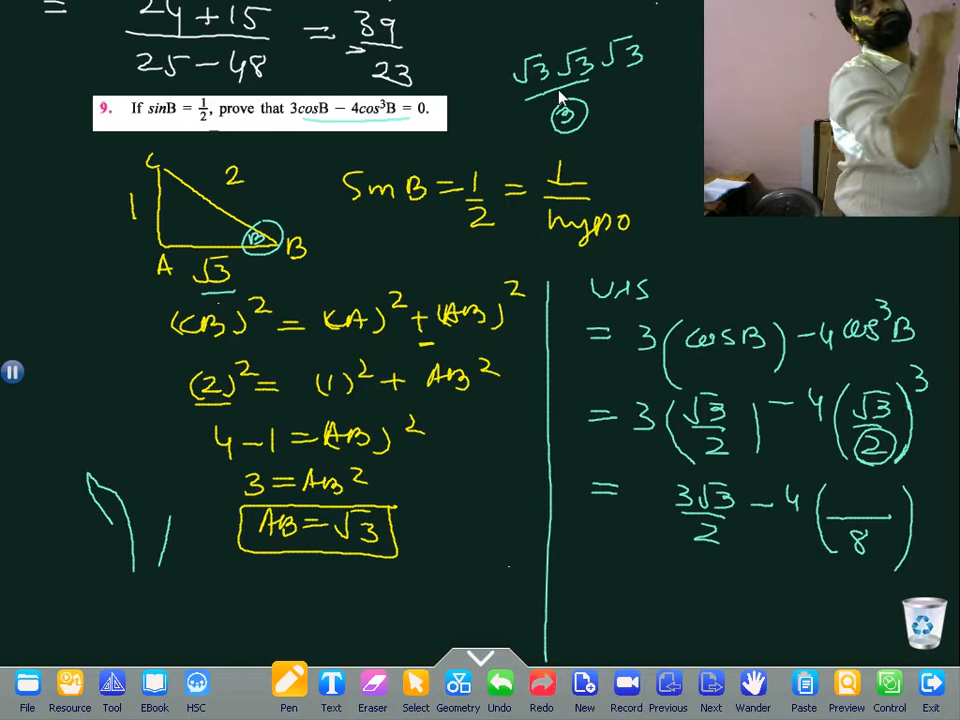 = 24 + 15 / 25 - 48 = 39 / 23
√3 √3 √3
3
9. If sinB = 1/2, prove that 3cosB − 4cos³B = 0.
C 2
1
A √3 B B
SinB = 1/2 = 1/hypo
(CB)² = (CA)² + (AB)²
(2)² = (1)² + AB²
4 - 1 = (AB)²
3 = AB²
AB = √3
LHS
= 3(cosB) - 4cos³B
= 3(√3/2) - 4(√3/2)³
= 3√3/2 - 4( /8)
File Resource Tool EBook HSC Pen Text Eraser Select Geometry Undo Redo New Record Previous Next Wander Paste Preview Control Exit